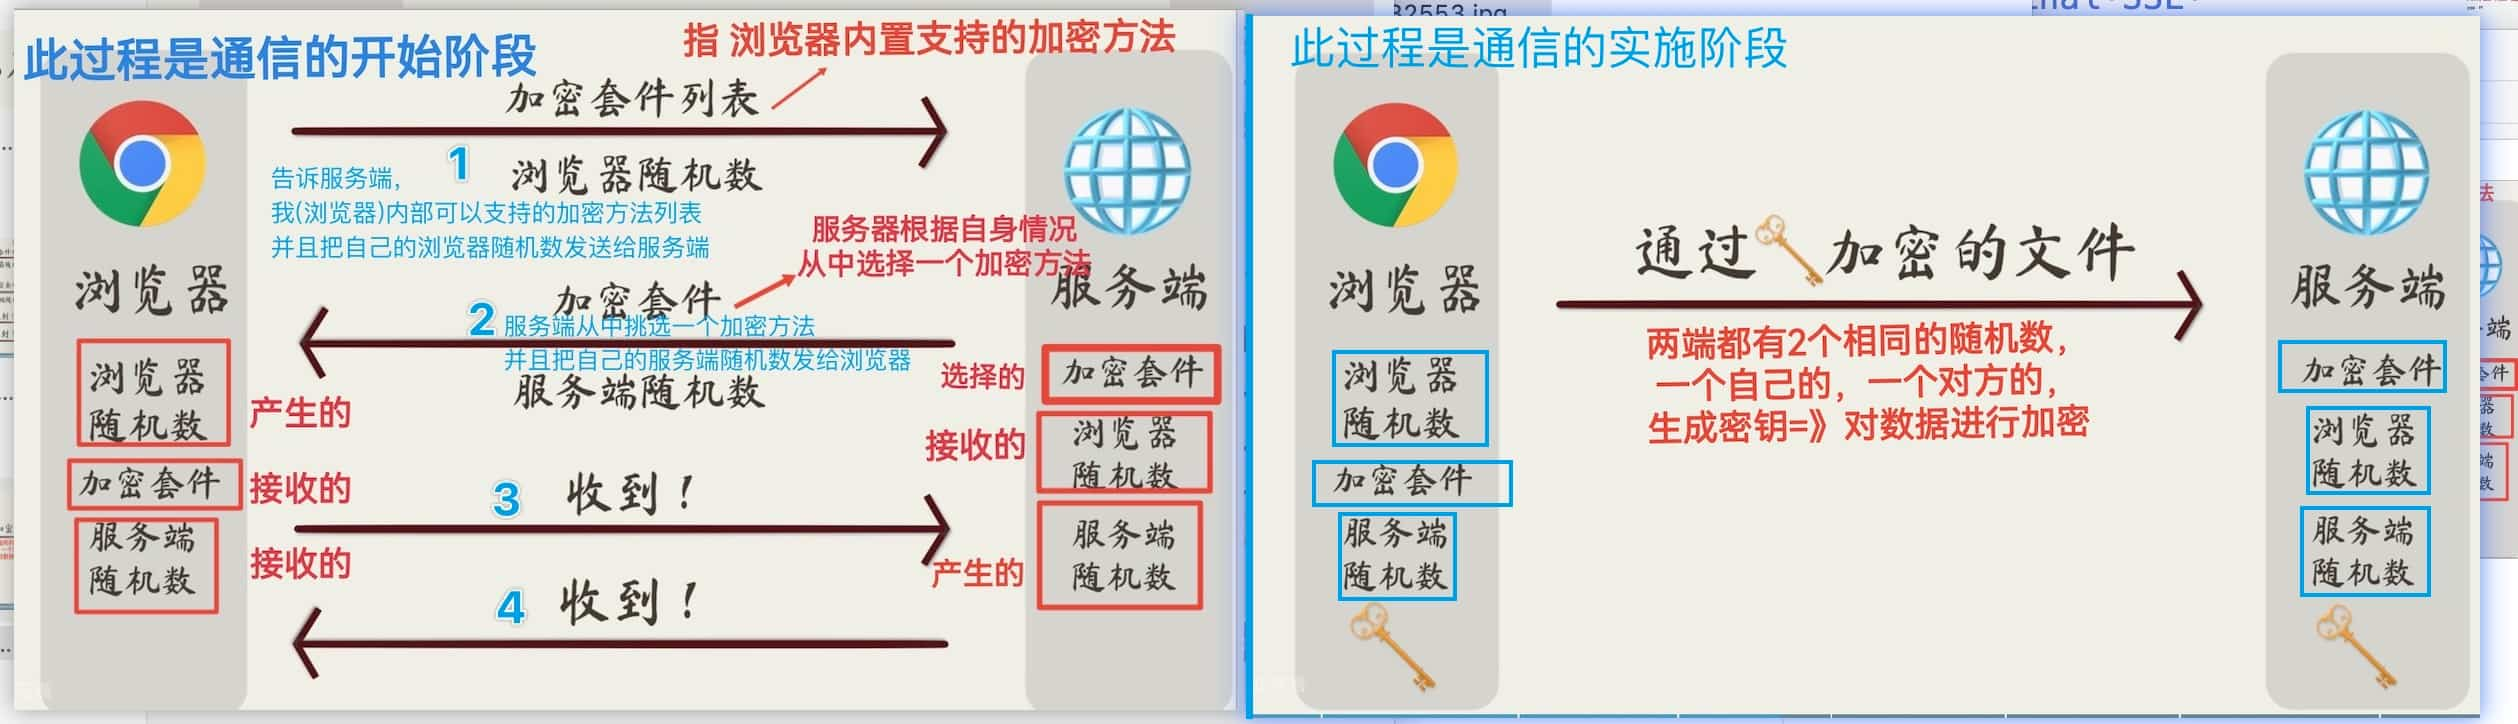 32553.jpg
此过程是通信的开始阶段
指 浏览器内置支持的加密方法
加密套件列表
1
浏览器随机数
告诉服务端，
我(浏览器)内部可以支持的加密方法列表
并且把自己的浏览器随机数发送给服务端
服务器根据自身情况
从中选择一个加密方法
加密套件
2
服务端从中挑选一个加密方法
并且把自己的服务端随机数发给浏览器
服务端随机数
3
收到！
4
收到！
浏览器
浏览器
随机数
产生的
加密套件
接收的
服务端
随机数
接收的
服务端
选择的
加密套件
接收的
浏览器
随机数
产生的
服务端
随机数
此过程是通信的实施阶段
浏览器
浏览器
随机数
加密套件
服务端
随机数
通过 加密的文件
两端都有2个相同的随机数，
一个自己的，一个对方的，
生成密钥=》对数据进行加密
服务端
加密套件
浏览器
随机数
服务端
随机数